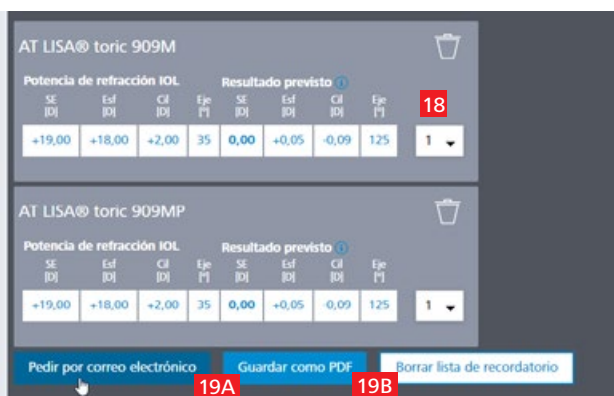 AT LISA® toric 909M
Potencia de refracción IOL Resultado previsto
SE Esf Cil Eje SE Esf Cil Eje
[D] [D] [D] [°] [D] [D] [D] [°]
18
+19,00 +18,00 +2,00 35 0,00 +0,05 -0,09 125 1
AT LISA® toric 909MP
Potencia de refracción IOL Resultado previsto
SE Esf Cil Eje SE Esf Cil Eje
[D] [D] [D] [°] [D] [D] [D] [°]
+19,00 +18,00 +2,00 35 0,00 +0,05 -0,09 125 1
Pedir por correo electrónico Guardar como PDF Borrar lista de recordatorio
19A 19B